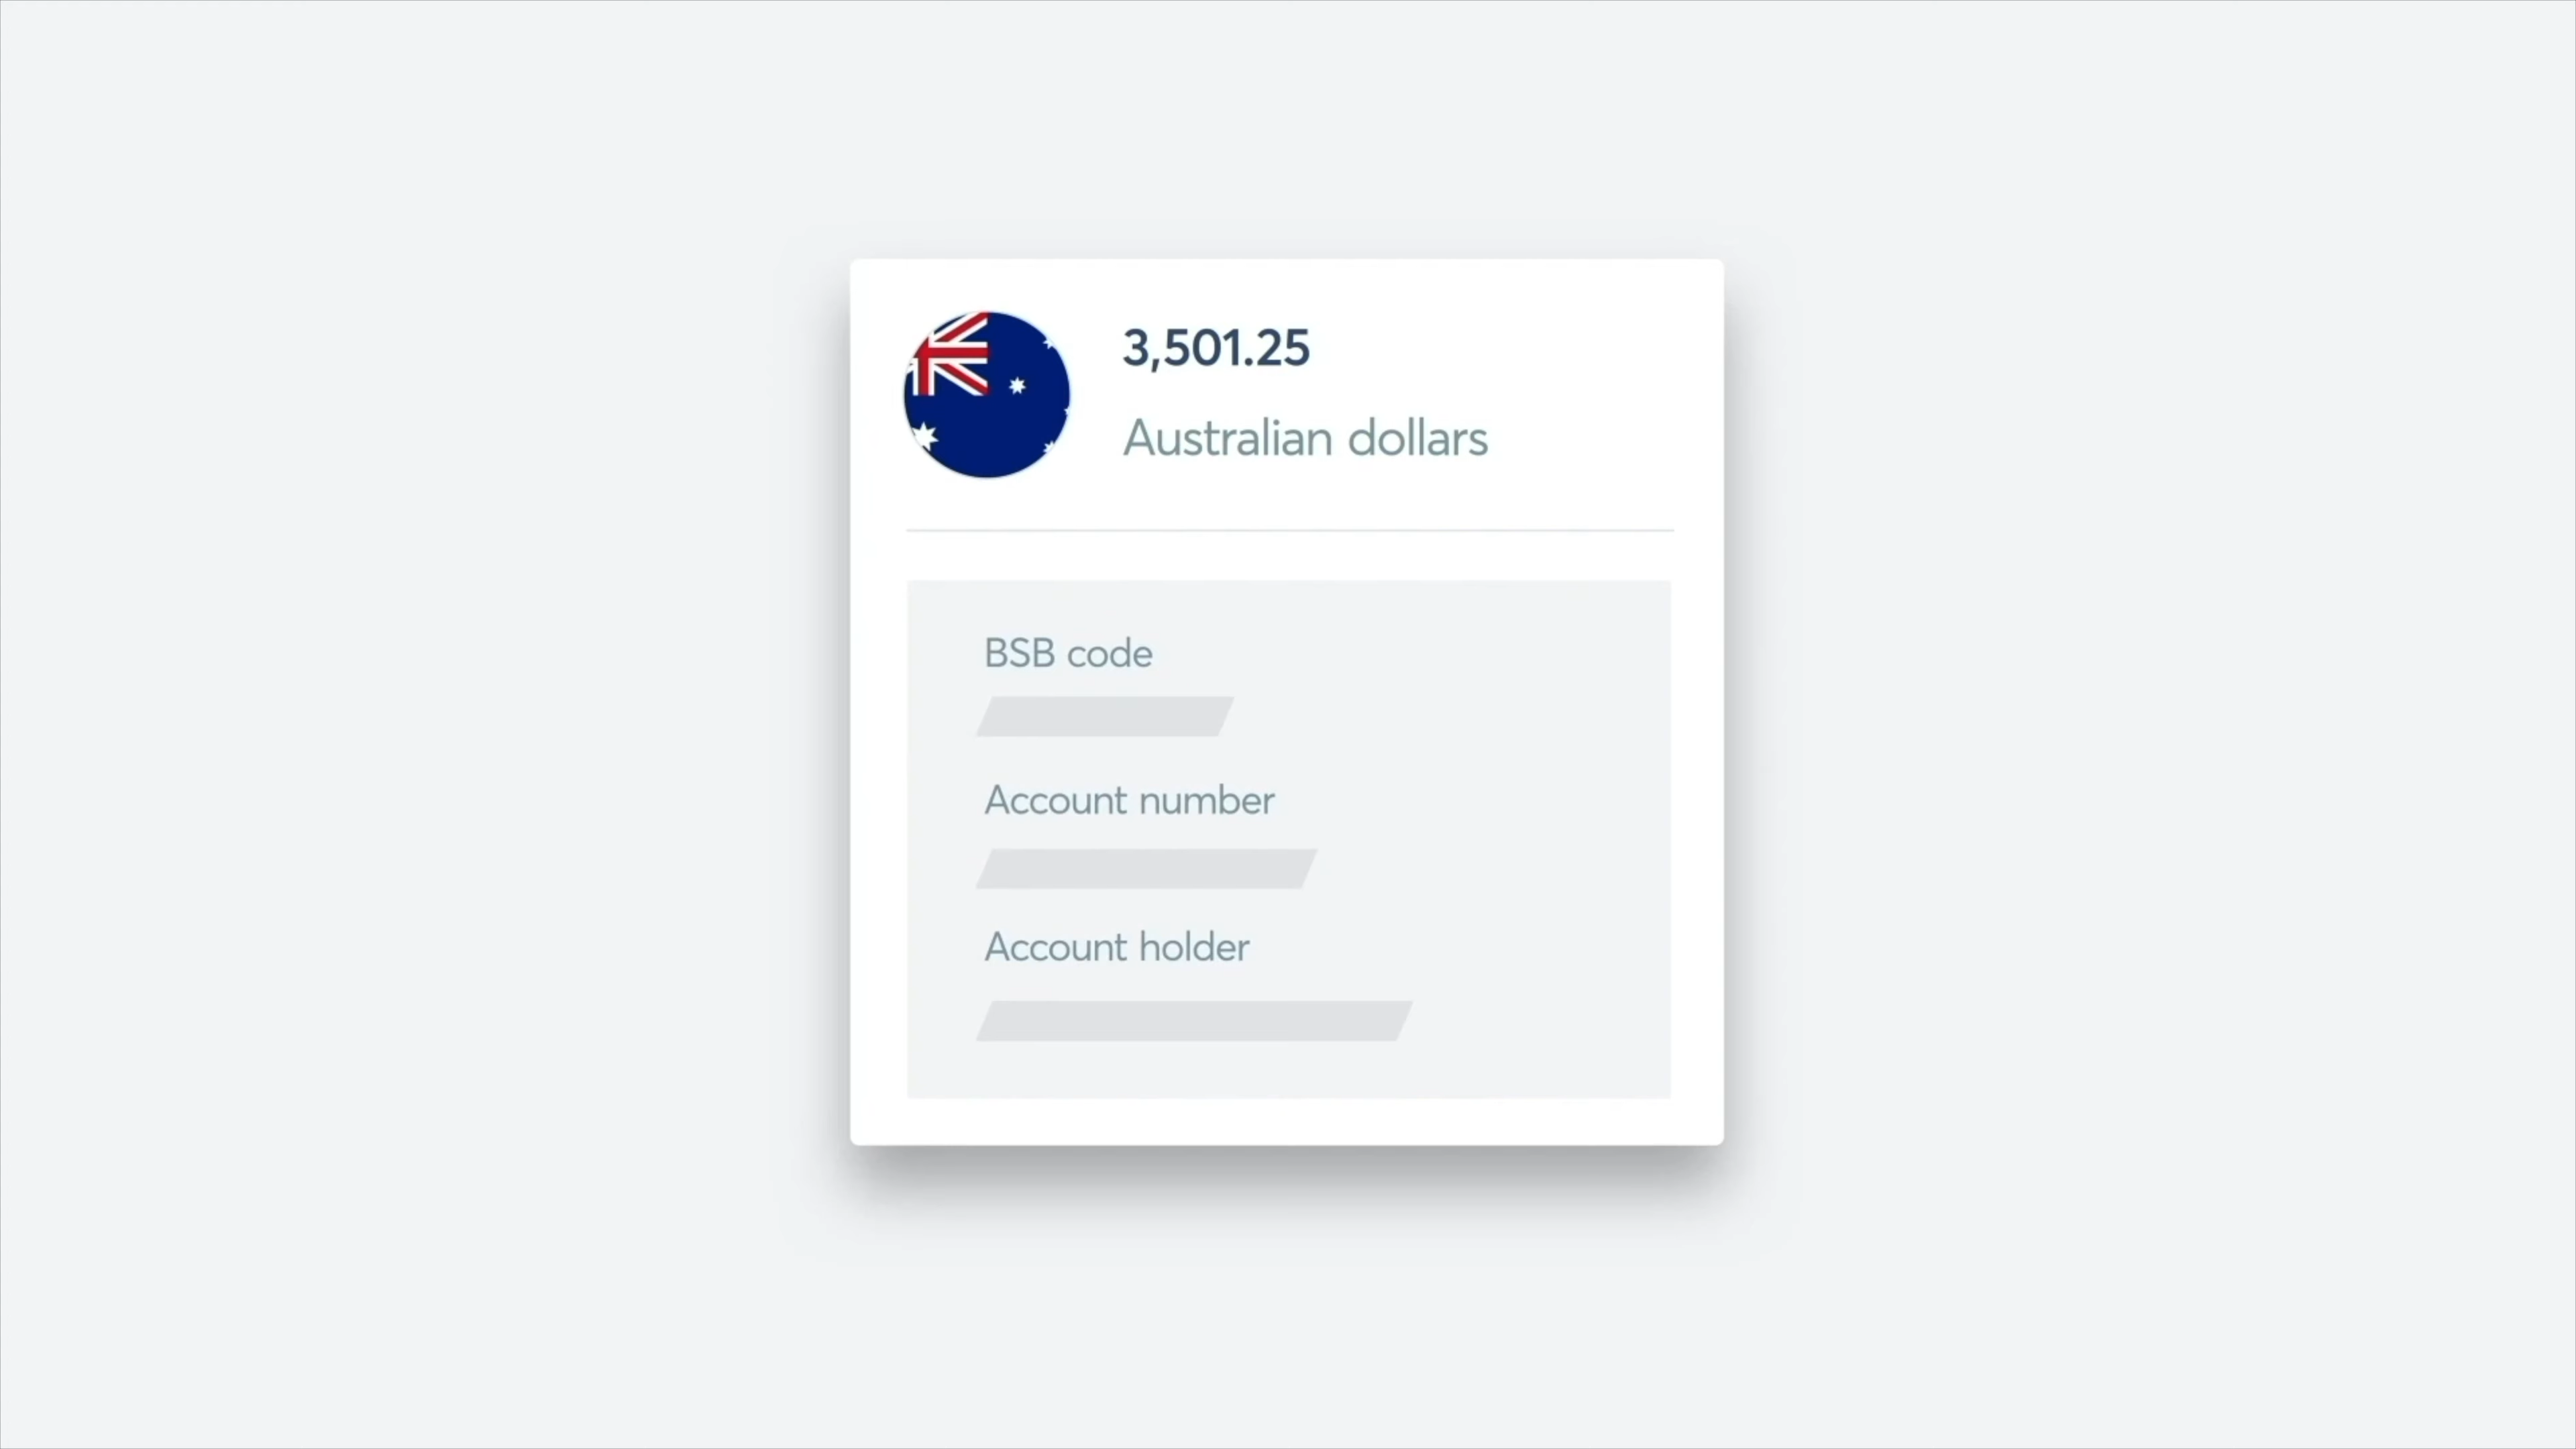 3,501.25
Australian dollars
BSB code
Account number
Account holder